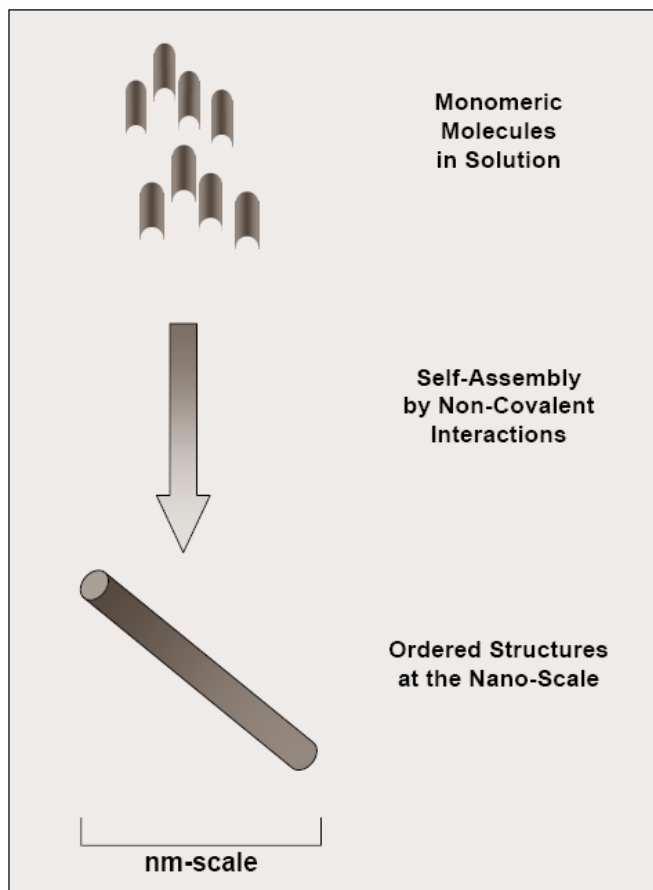 Monomeric
Molecules
in Solution
Self-Assembly
by Non-Covalent
Interactions
Ordered Structures
at the Nano-Scale
nm-scale